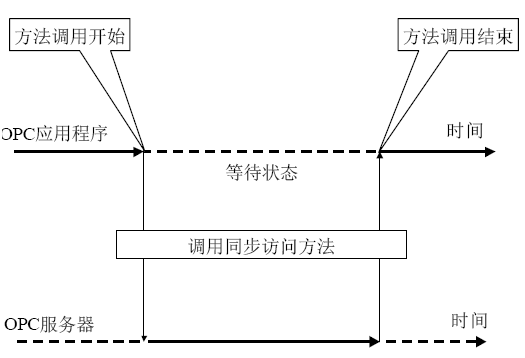 方法调用开始
方法调用结束
OPC应用程序
时间
等待状态
调用同步访问方法
OPC服务器
时间